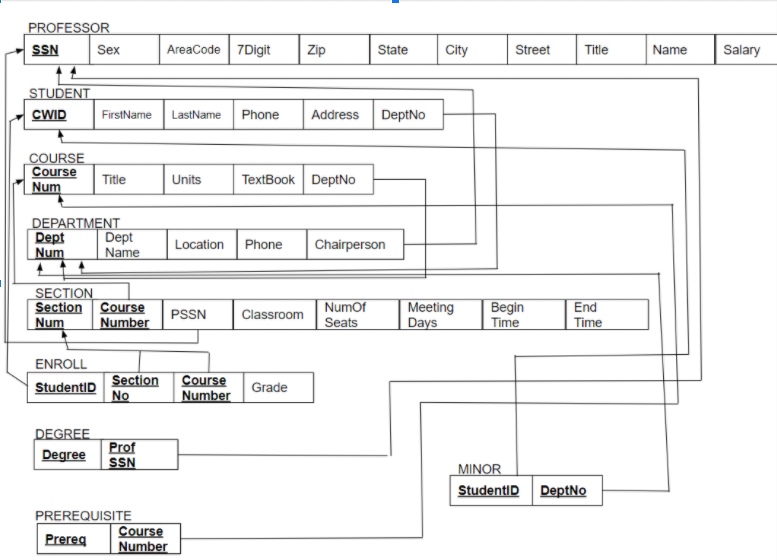 PROFESSOR
SSN Sex AreaCode 7Digit Zip State City Street Title Name Salary
STUDENT
CWID FirstName LastName Phone Address DeptNo
COURSE
Course Num Title Units TextBook DeptNo
DEPARTMENT
Dept Num Dept Name Location Phone Chairperson
SECTION
Section Num Course Number PSSN Classroom NumOf Seats Meeting Days Begin Time End Time
ENROLL
StudentID Section No Course Number Grade
DEGREE
Degree Prof SSN
MINOR
StudentID DeptNo
PREREQUISITE
Prereq Course Number